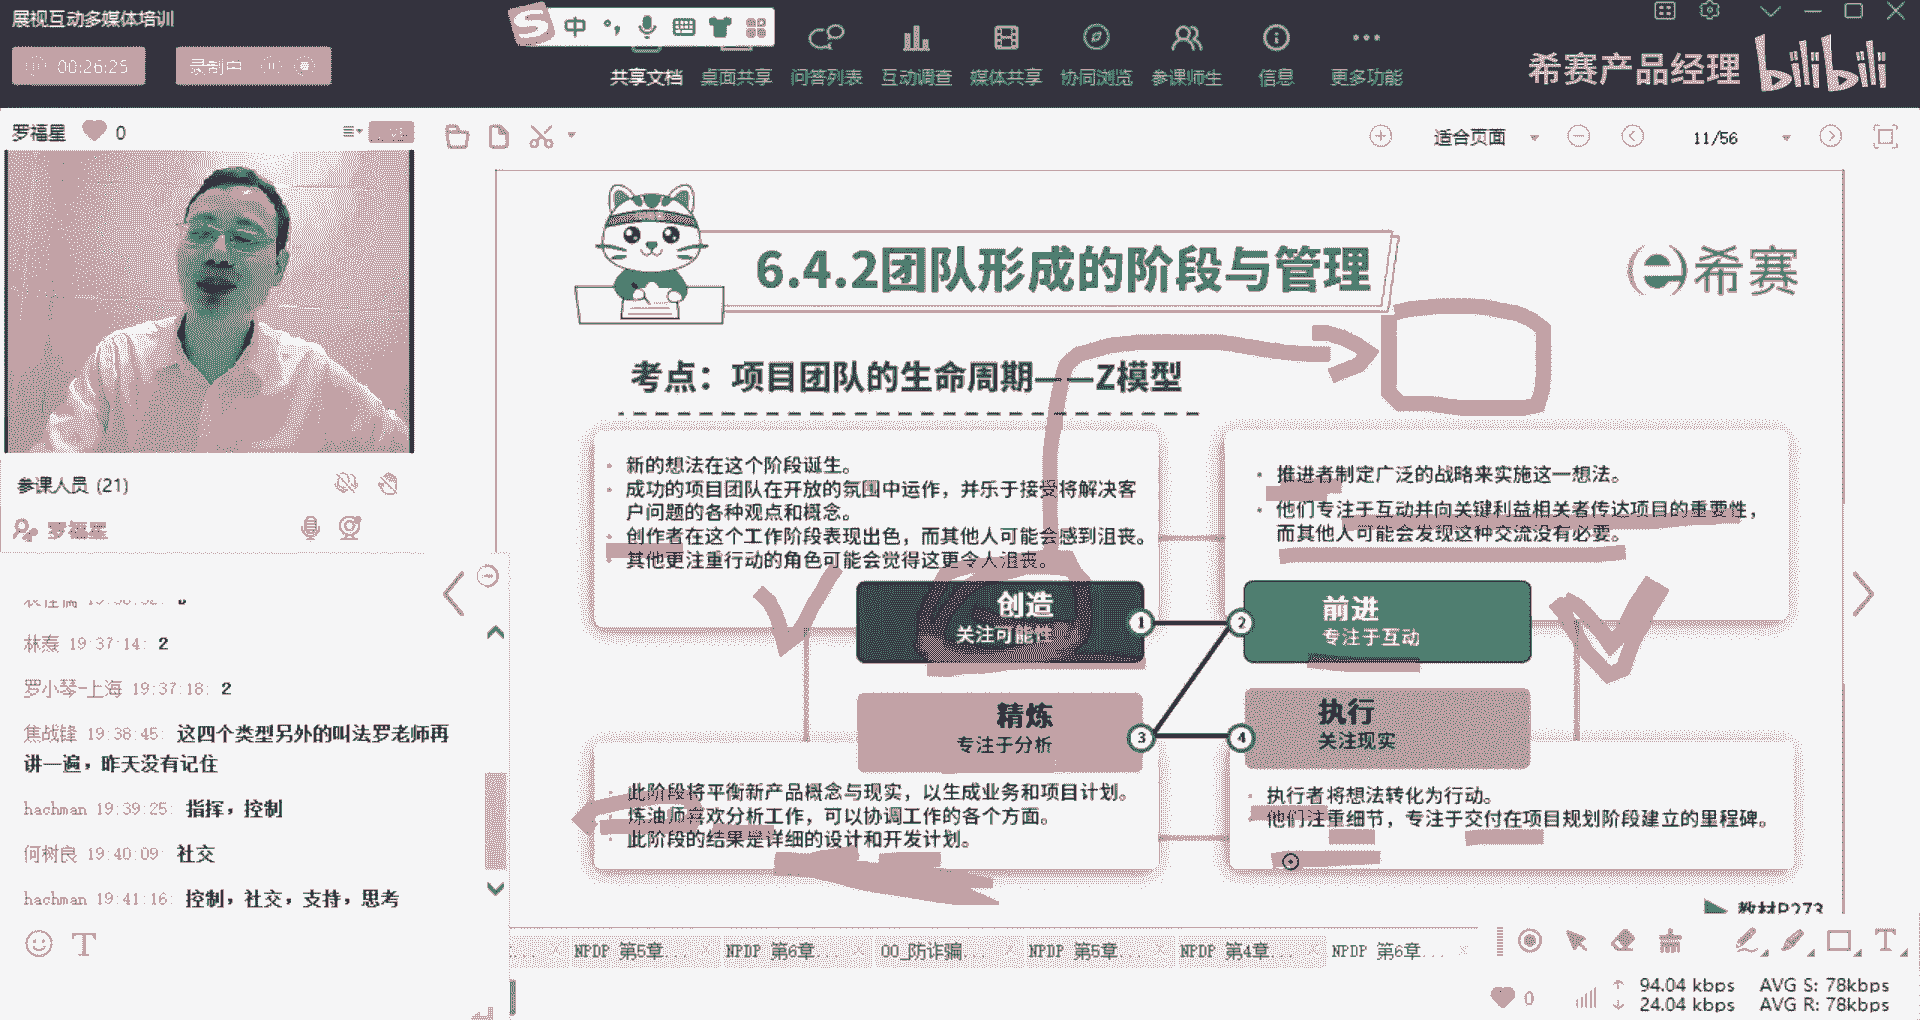 展视互动多媒体培训
00:26:25
录制中
中
共享文档
桌面共享
问答列表
互动调查
媒体共享
协同浏览
参课师生
信息
更多功能
希赛产品经理
bilibili
罗福星
0
适合页面
11/56
6.4.2团队形成的阶段与管理
希赛
考点：项目团队的生命周期——Z模型
新的想法在这个阶段诞生。
成功的项目团队在开放的氛围中运作，并乐于接受将解决客
户问题的各种观点和概念。
创作者在这个工作阶段表现出色，而其他人可能会感到沮丧。
其他更注重行动的角色可能会觉得这更令人沮丧。
推进者制定广泛的战略来实施这一想法。
他们专注于互动并向关键利益相关者传达项目的重要性，
而其他人可能会发现这种交流没有必要。
创造
关注可能性
1
2
前进
专注于互动
精炼
专注于分析
3
4
执行
关注现实
此阶段将平衡新产品概念与现实，以生成业务和项目计划。
炼油师喜欢分析工作，可以协调工作的各个方面。
此阶段的结果是详细的设计和开发计划。
执行者将想法转化为行动。
他们注重细节，专注于交付在项目规划阶段建立的里程碑。
教材P273
参课人员 (21)
罗福星
林焘 19:37:14: 2
罗小琴-上海 19:37:18: 2
焦战锋 19:38:45: 这四个类型另外的叫法罗老师再
讲一遍，昨天没有记住
hachman 19:39:25: 指挥，控制
何树良 19:40:09: 社交
hachman 19:41:16: 控制，社交，支持，思考
NPDP 第5章...
NPDP 第6章...
00_防诈骗...
NPDP 第5章...
NPDP 第4章...
NPDP 第6章...
0
94.04 kbps
AVG S: 78kbps
24.04 kbps
AVG R: 78kbps